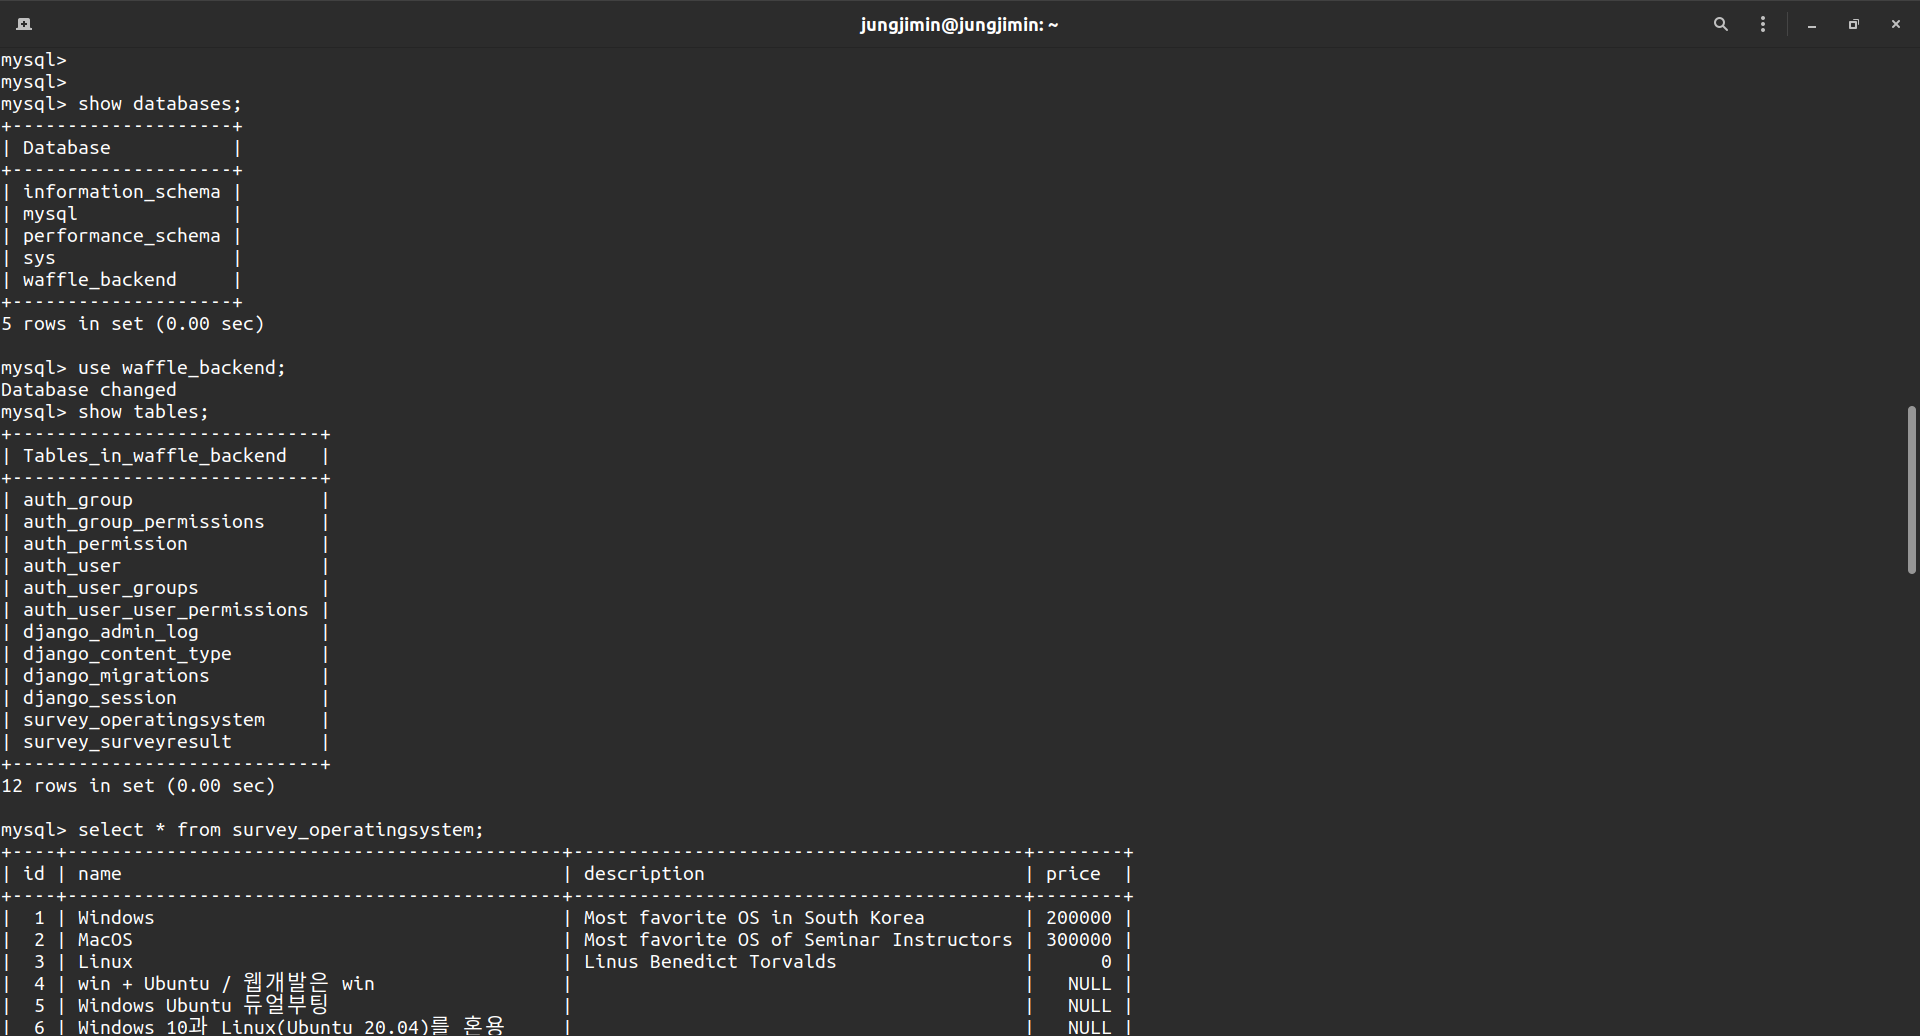 jungjimin@jungjimin: ~
mysql>
mysql>
mysql> show databases;
+--------------------+
| Database           |
+--------------------+
| information_schema |
| mysql              |
| performance_schema |
| sys                |
| waffle_backend     |
+--------------------+
5 rows in set (0.00 sec)

mysql> use waffle_backend;
Database changed
mysql> show tables;
+----------------------------+
| Tables_in_waffle_backend   |
+----------------------------+
| auth_group                 |
| auth_group_permissions     |
| auth_permission            |
| auth_user                  |
| auth_user_groups           |
| auth_user_user_permissions |
| django_admin_log           |
| django_content_type        |
| django_migrations          |
| django_session             |
| survey_operatingsystem     |
| survey_surveyresult        |
+----------------------------+
12 rows in set (0.00 sec)

mysql> select * from survey_operatingsystem;
+----+---------------------------------------------+-----------------------------------------+--------+
| id | name                                        | description                             | price  |
+----+---------------------------------------------+-----------------------------------------+--------+
|  1 | Windows                                     | Most favorite OS in South Korea         | 200000 |
|  2 | MacOS                                       | Most favorite OS of Seminar Instructors | 300000 |
|  3 | Linux                                       | Linus Benedict Torvalds                 |      0 |
|  4 | win + Ubuntu / 웹개발은 win                 |                                         |   NULL |
|  5 | Windows Ubuntu 듀얼부팅                     |                                         |   NULL |
|  6 | Windows 10과 Linux(Ubuntu 20.04)를 혼용     |                                         |   NULL |